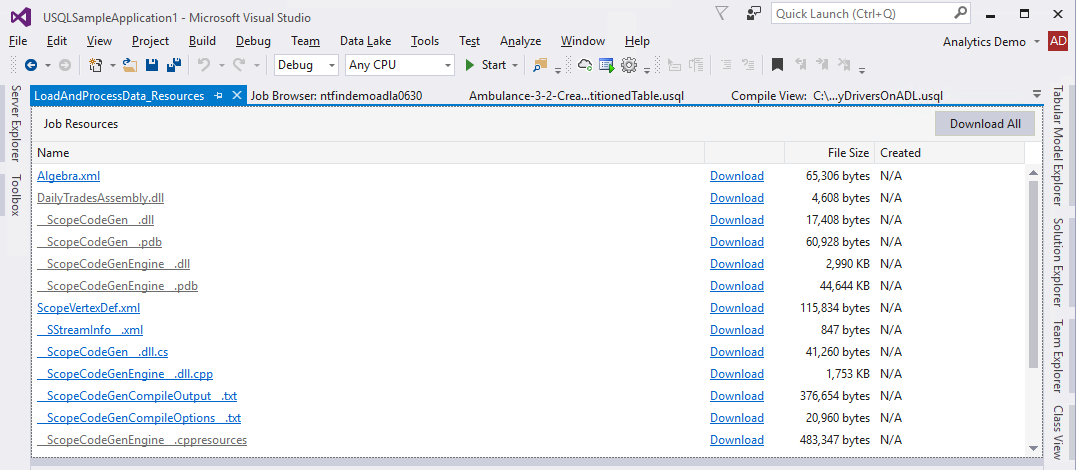 USQLSampleApplication1 - Microsoft Visual Studio
Quick Launch (Ctrl+Q)
File Edit View Project Build Debug Team Data Lake Tools Test Analyze Window Help
Analytics Demo AD
Debug Any CPU Start
LoadAndProcessData_Resources Job Browser: ntfindemoadla0630 Ambulance-3-2-Crea...titionedTable.usql Compile View: C:\...yDriversOnADL.usql
Server Explorer
Toolbox
Job Resources Download All
Name File Size Created
Algebra.xml Download 65,306 bytes N/A
DailyTradesAssembly.dll Download 4,608 bytes N/A
__ScopeCodeGen__.dll Download 17,408 bytes N/A
__ScopeCodeGen__.pdb Download 60,928 bytes N/A
__ScopeCodeGenEngine__.dll Download 2,990 KB N/A
__ScopeCodeGenEngine__.pdb Download 44,644 KB N/A
ScopeVertexDef.xml Download 115,834 bytes N/A
__SStreamInfo__.xml Download 847 bytes N/A
__ScopeCodeGen__.dll.cs Download 41,260 bytes N/A
__ScopeCodeGenEngine__.dll.cpp Download 1,753 KB N/A
__ScopeCodeGenCompileOutput__.txt Download 376,654 bytes N/A
__ScopeCodeGenCompileOptions__.txt Download 20,960 bytes N/A
__ScopeCodeGenEngine__.cppresources Download 483,347 bytes N/A
Tabular Model Explorer
Solution Explorer
Team Explorer
Class View